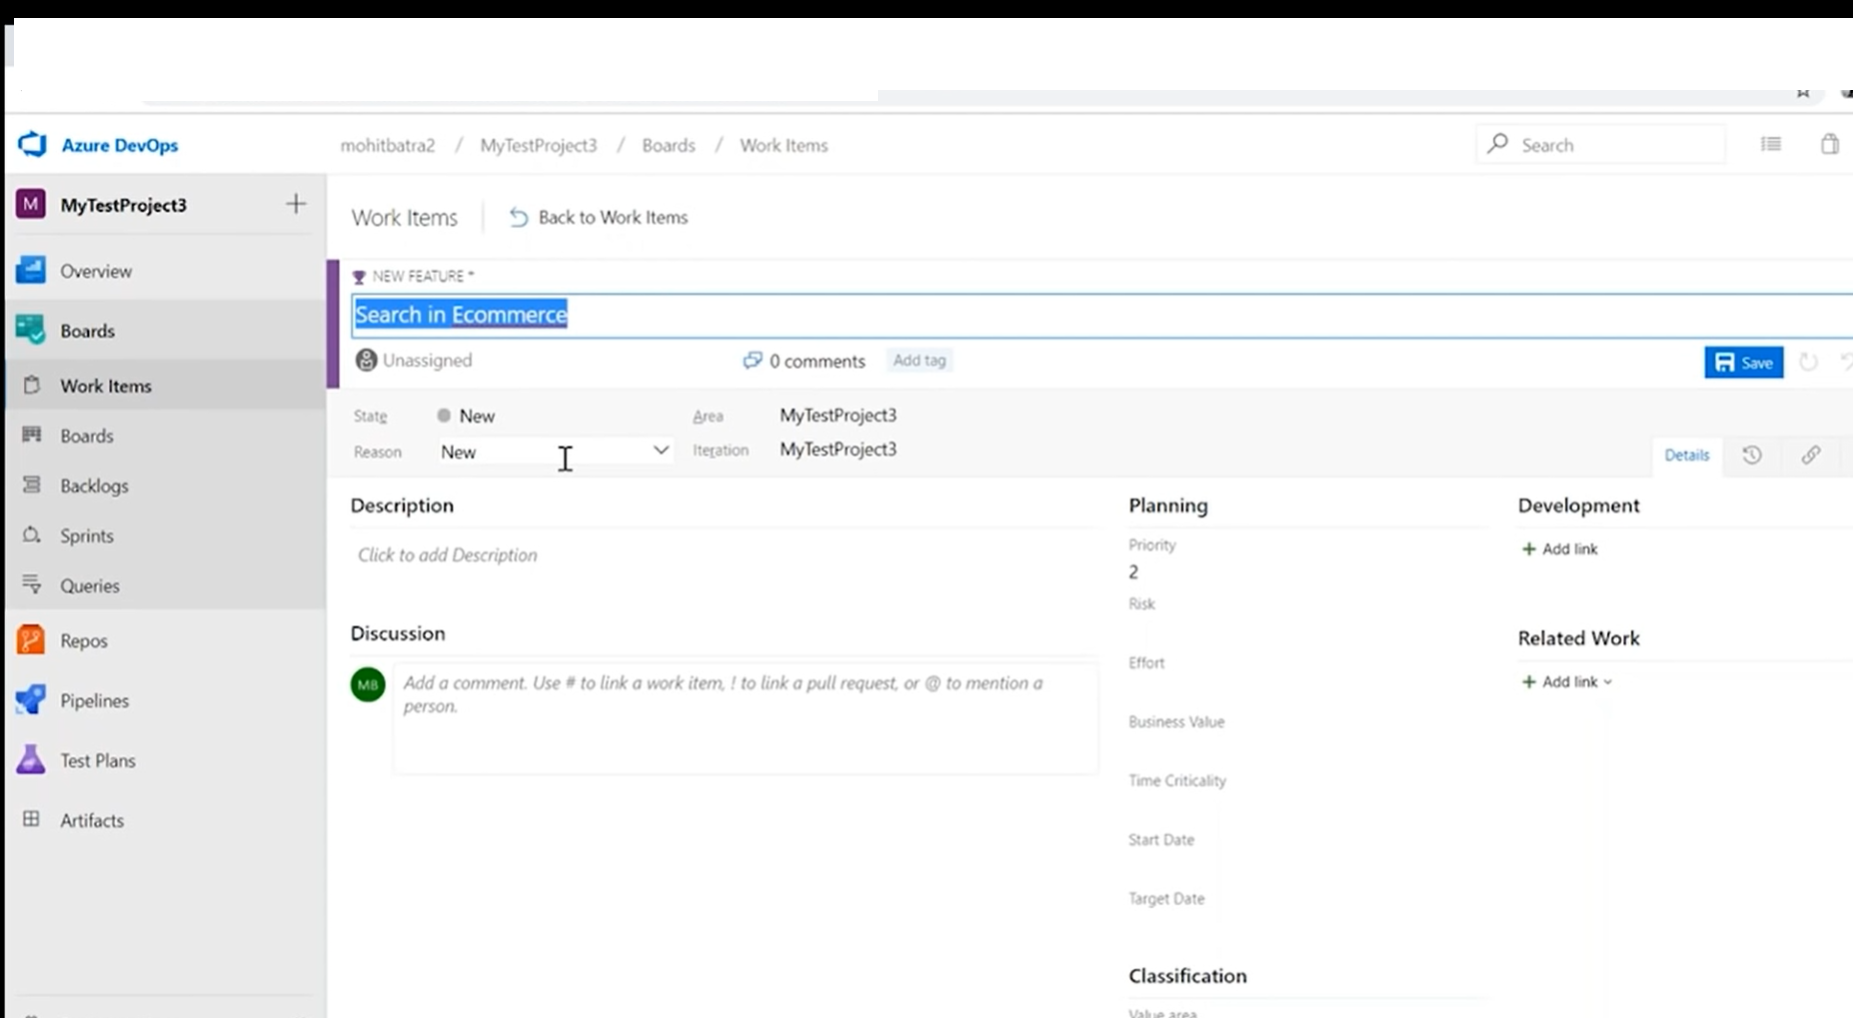 Azure DevOps
mohitbatra2 / MyTestProject3 / Boards / Work Items
Search
M MyTestProject3
Overview
Boards
Work Items
Boards
Backlogs
Sprints
Queries
Repos
Pipelines
Test Plans
Artifacts
Work Items
Back to Work Items
NEW FEATURE *
Search in Ecommerce
Unassigned
0 comments
Add tag
Save
State New
Area MyTestProject3
Reason New
Iteration MyTestProject3
Details
Description
Click to add Description
Discussion
MB
Add a comment. Use # to link a work item, ! to link a pull request, or @ to mention a
person.
Planning
Priority
2
Risk
Effort
Business Value
Time Criticality
Start Date
Target Date
Classification
Value area
Development
+ Add link
Related Work
+ Add link